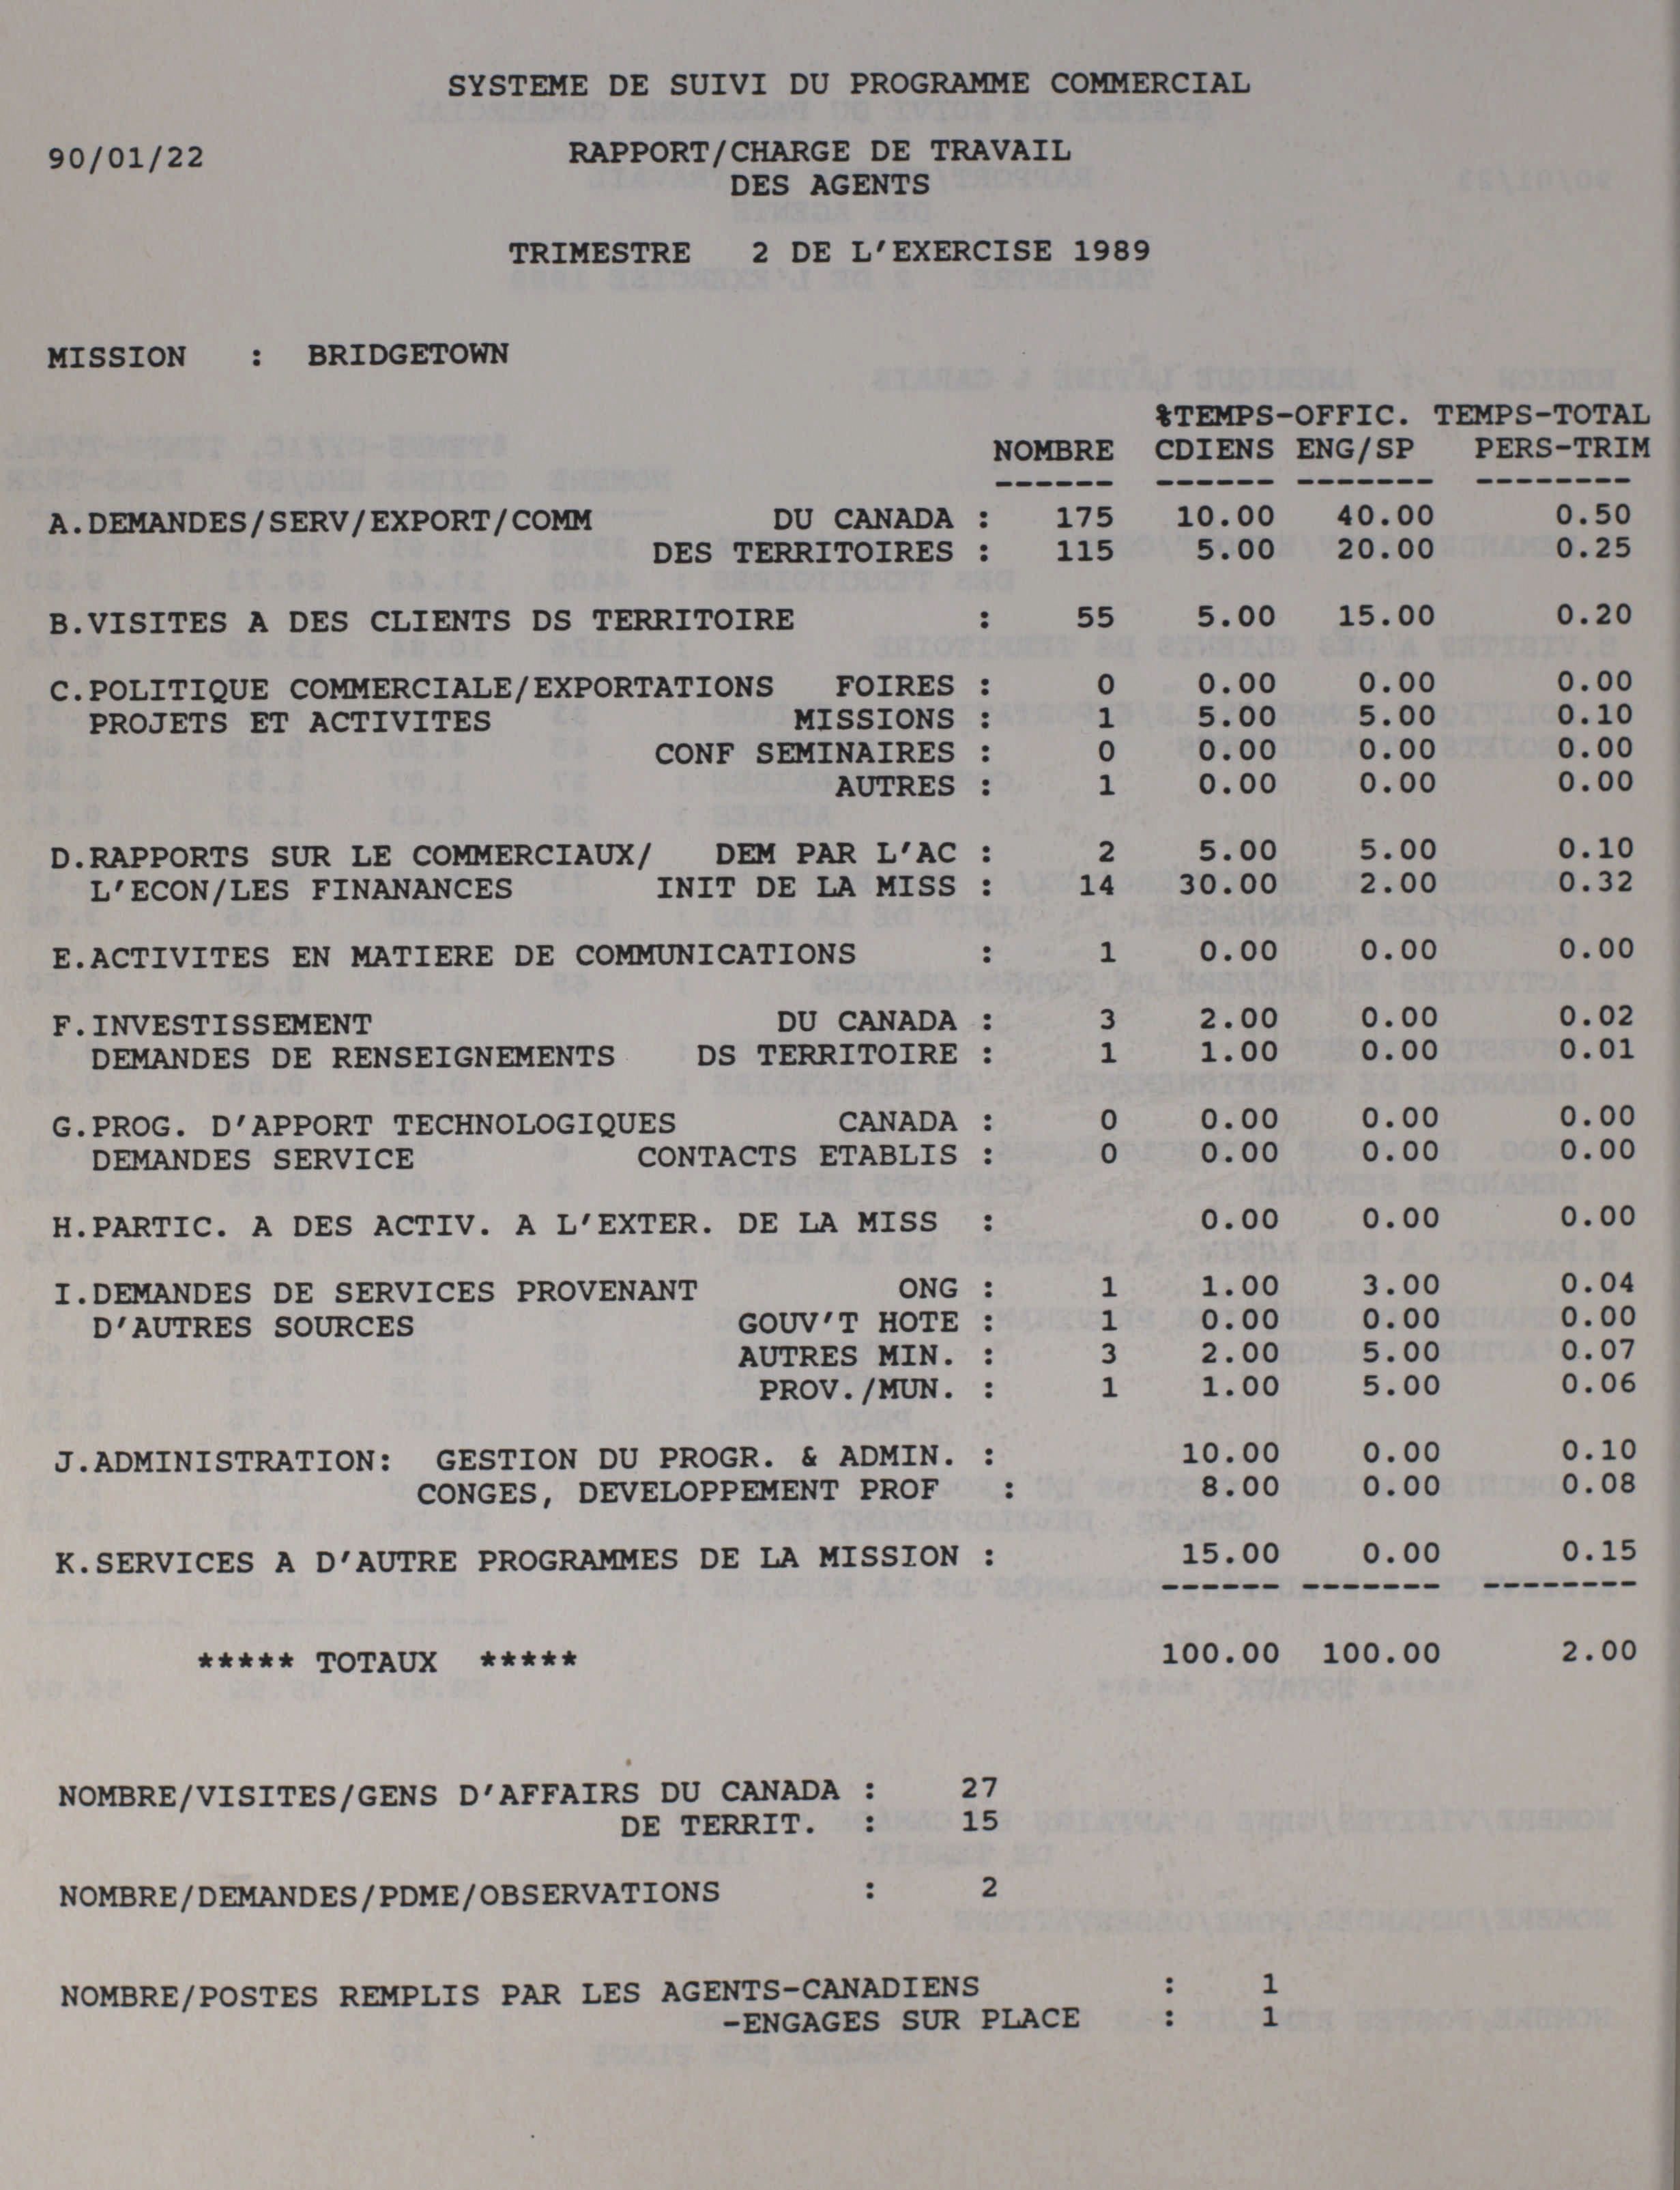 SYSTEME DE SUIVI DU PROGRAMME COMMERCIAL
90/01/22 RAPPORT/CHARGE DE TRAVAIL
DES AGENTS
TRIMESTRE 2 DE L'EXERCISE 1989
MISSION : BRIDGETOWN
%TEMPS-OFFIC. TEMPS-TOTAL
NOMBRE CDIENS ENG/SP PERS-TRIM
------ ------ ------- --------
A.DEMANDES/SERV/EXPORT/COMM DU CANADA : 175 10.00 40.00 0.50
DES TERRITOIRES : 115 5.00 20.00 0.25
B.VISITES A DES CLIENTS DS TERRITOIRE : 55 5.00 15.00 0.20
C.POLITIQUE COMMERCIALE/EXPORTATIONS FOIRES : 0 0.00 0.00 0.00
PROJETS ET ACTIVITES MISSIONS : 1 5.00 5.00 0.10
CONF SEMINAIRES : 0 0.00 0.00 0.00
AUTRES : 1 0.00 0.00 0.00
D.RAPPORTS SUR LE COMMERCIAUX/ DEM PAR L'AC : 2 5.00 5.00 0.10
L'ECON/LES FINANANCES INIT DE LA MISS : 14 30.00 2.00 0.32
E.ACTIVITES EN MATIERE DE COMMUNICATIONS : 1 0.00 0.00 0.00
F.INVESTISSEMENT DU CANADA : 3 2.00 0.00 0.02
DEMANDES DE RENSEIGNEMENTS DS TERRITOIRE : 1 1.00 0.00 0.01
G.PROG. D'APPORT TECHNOLOGIQUES CANADA : 0 0.00 0.00 0.00
DEMANDES SERVICE CONTACTS ETABLIS : 0 0.00 0.00 0.00
H.PARTIC. A DES ACTIV. A L'EXTER. DE LA MISS : 0.00 0.00 0.00
I.DEMANDES DE SERVICES PROVENANT ONG : 1 1.00 3.00 0.04
D'AUTRES SOURCES GOUV'T HOTE : 1 0.00 0.00 0.00
AUTRES MIN. : 3 2.00 5.00 0.07
PROV./MUN. : 1 1.00 5.00 0.06
J.ADMINISTRATION: GESTION DU PROGR. & ADMIN. : 10.00 0.00 0.10
CONGES, DEVELOPPEMENT PROF : 8.00 0.00 0.08
K.SERVICES A D'AUTRE PROGRAMMES DE LA MISSION : 15.00 0.00 0.15
------ ------- --------
***** TOTAUX ***** 100.00 100.00 2.00
NOMBRE/VISITES/GENS D'AFFAIRS DU CANADA : 27
DE TERRIT. : 15
NOMBRE/DEMANDES/PDME/OBSERVATIONS : 2
NOMBRE/POSTES REMPLIS PAR LES AGENTS-CANADIENS : 1
-ENGAGES SUR PLACE : 1